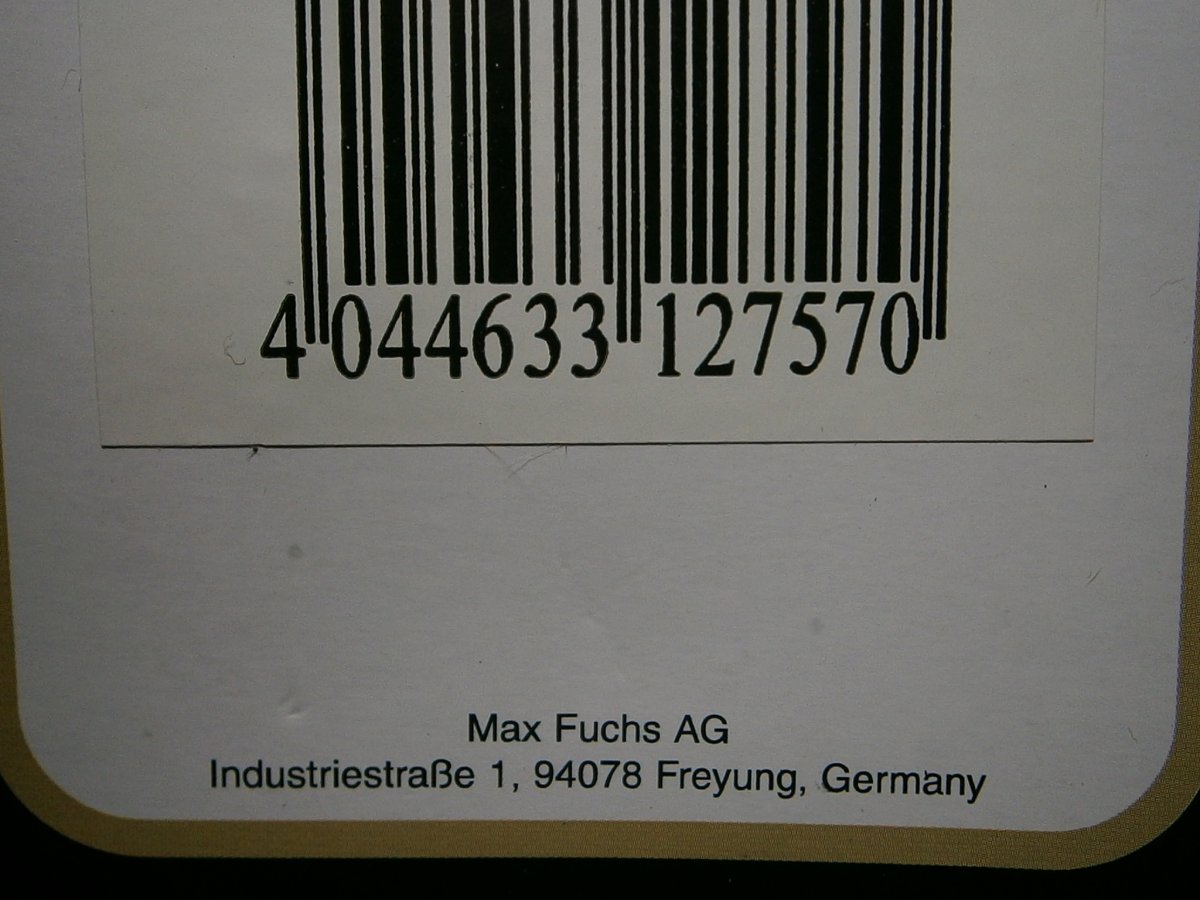 4 044633 127570
Max Fuchs AG
Industriestraße 1, 94078 Freyung, Germany